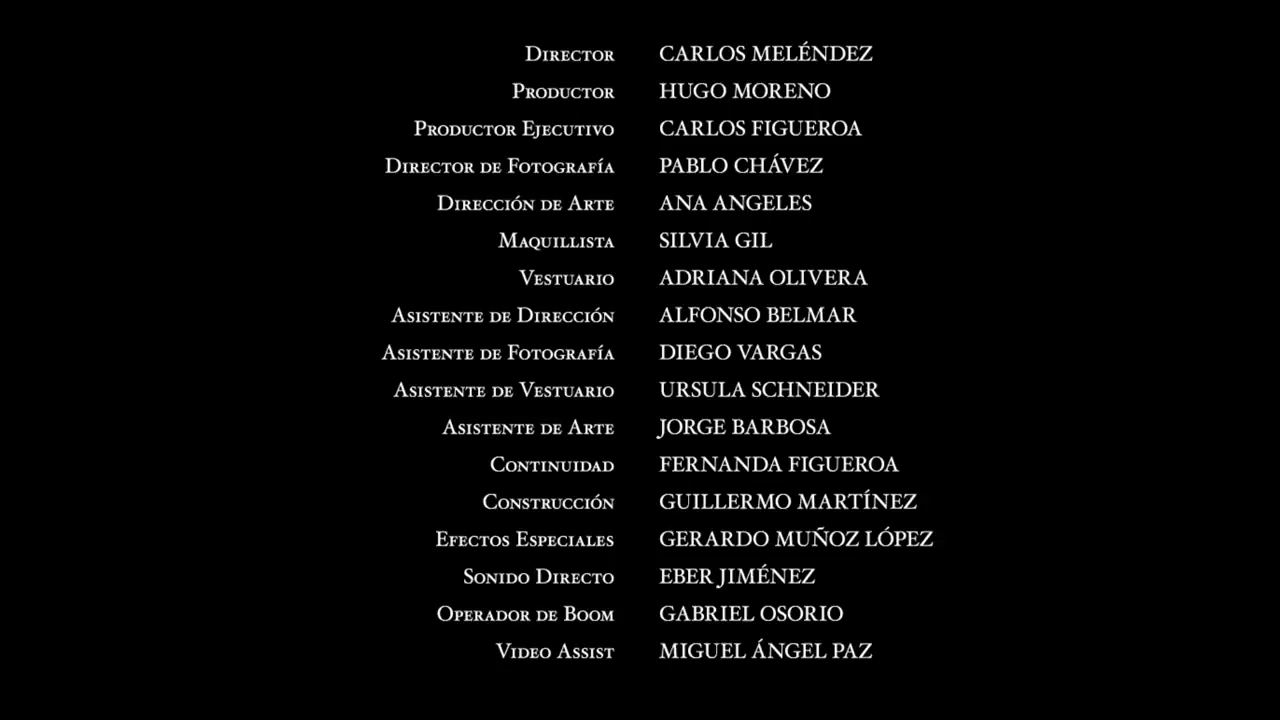 Director CARLOS MELÉNDEZ
Productor HUGO MORENO
Productor Ejecutivo CARLOS FIGUEROA
Director de Fotografía PABLO CHÁVEZ
Dirección de Arte ANA ANGELES
Maquillista SILVIA GIL
Vestuario ADRIANA OLIVERA
Asistente de Dirección ALFONSO BELMAR
Asistente de Fotografía DIEGO VARGAS
Asistente de Vestuario URSULA SCHNEIDER
Asistente de Arte JORGE BARBOSA
Continuidad FERNANDA FIGUEROA
Construcción GUILLERMO MARTÍNEZ
Efectos Especiales GERARDO MUÑOZ LÓPEZ
Sonido Directo EBER JIMÉNEZ
Operador de Boom GABRIEL OSORIO
Video Assist MIGUEL ÁNGEL PAZ